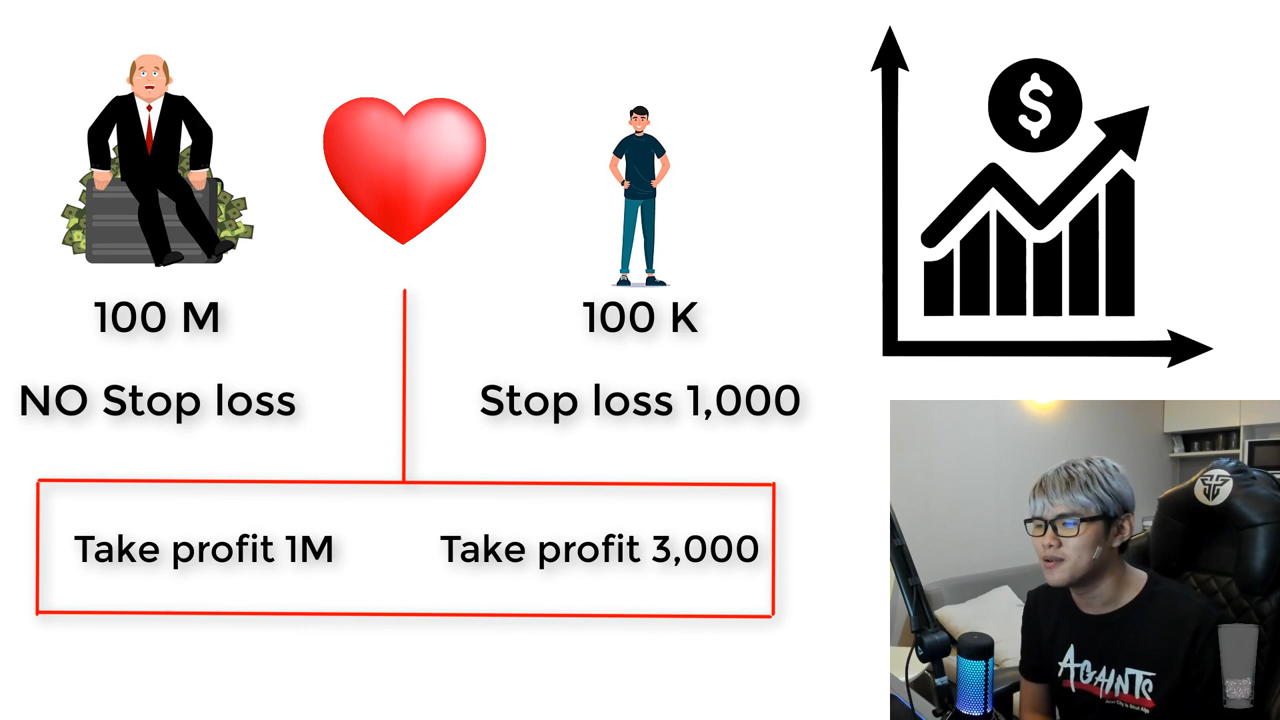 $
100 M
100 K
NO Stop loss
Stop loss 1,000
Take profit 1M
Take profit 3,000
AGAINTS